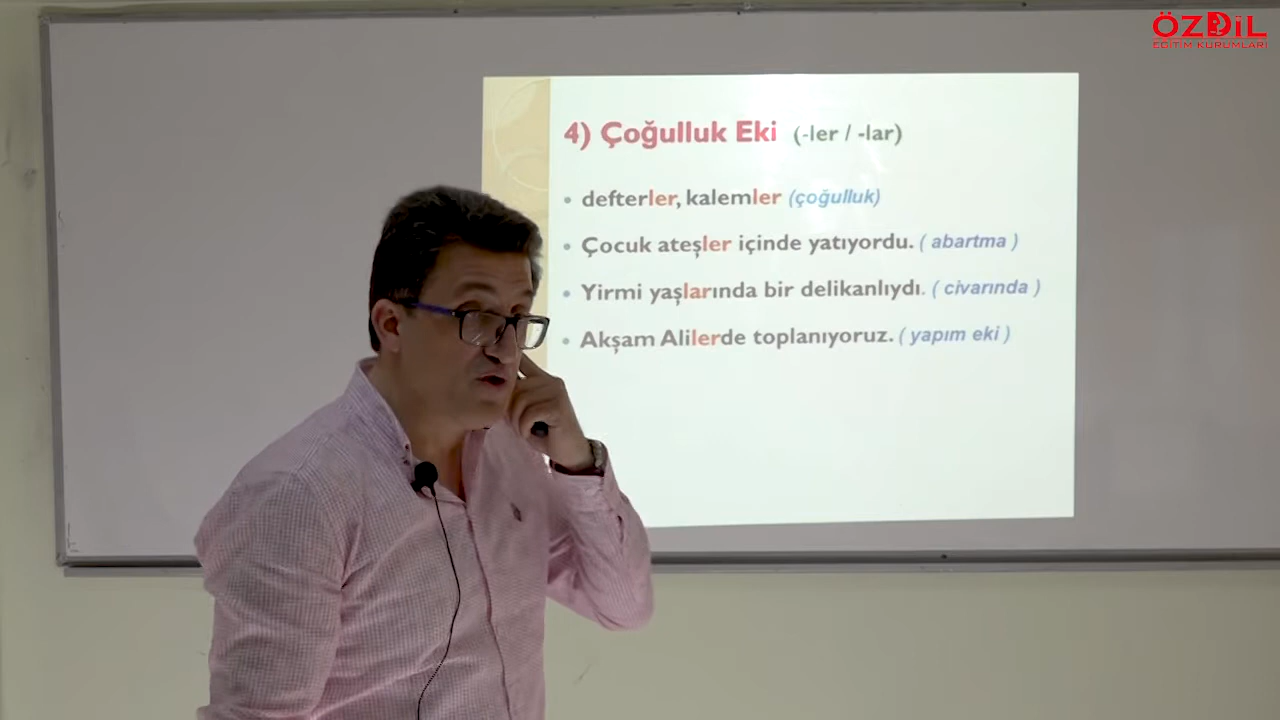 ÖZDİL
EĞİTİM KURUMLARI
4) Çoğulluk Eki (-ler / -lar)
• defterler, kalemler (çoğulluk)
• Çocuk ateşler içinde yatıyordu. ( abartma )
• Yirmi yaşlarında bir delikanlıydı. ( civarında )
• Akşam Alilerde toplanıyoruz. ( yapım eki )